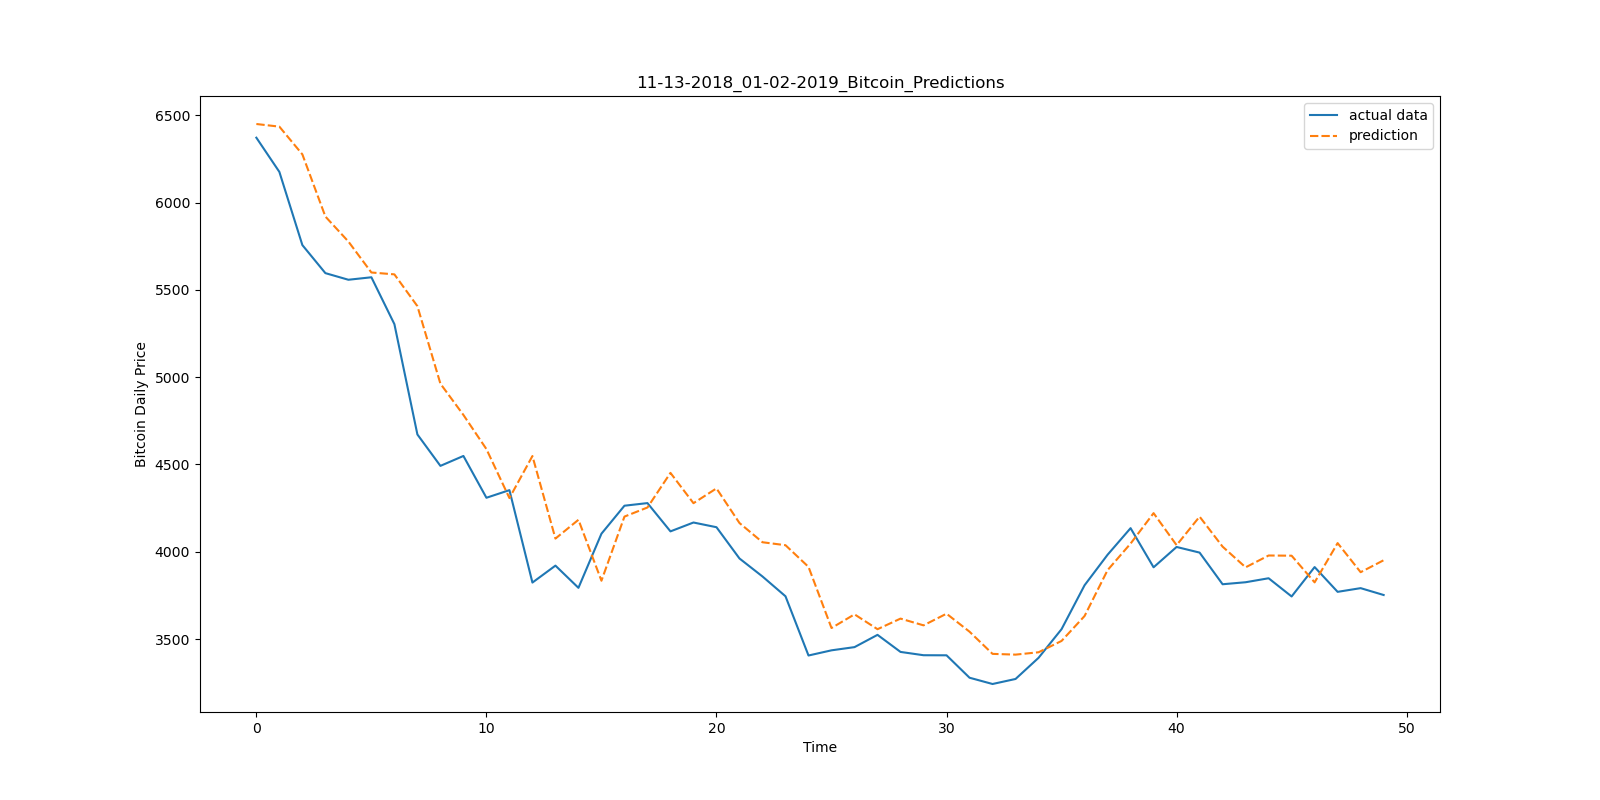 11-13-2018_01-02-2019_Bitcoin_Predictions
actual data
prediction
6500
6000
5500
5000
4500
4000
3500
Bitcoin Daily Price
0
10
20
30
40
50
Time